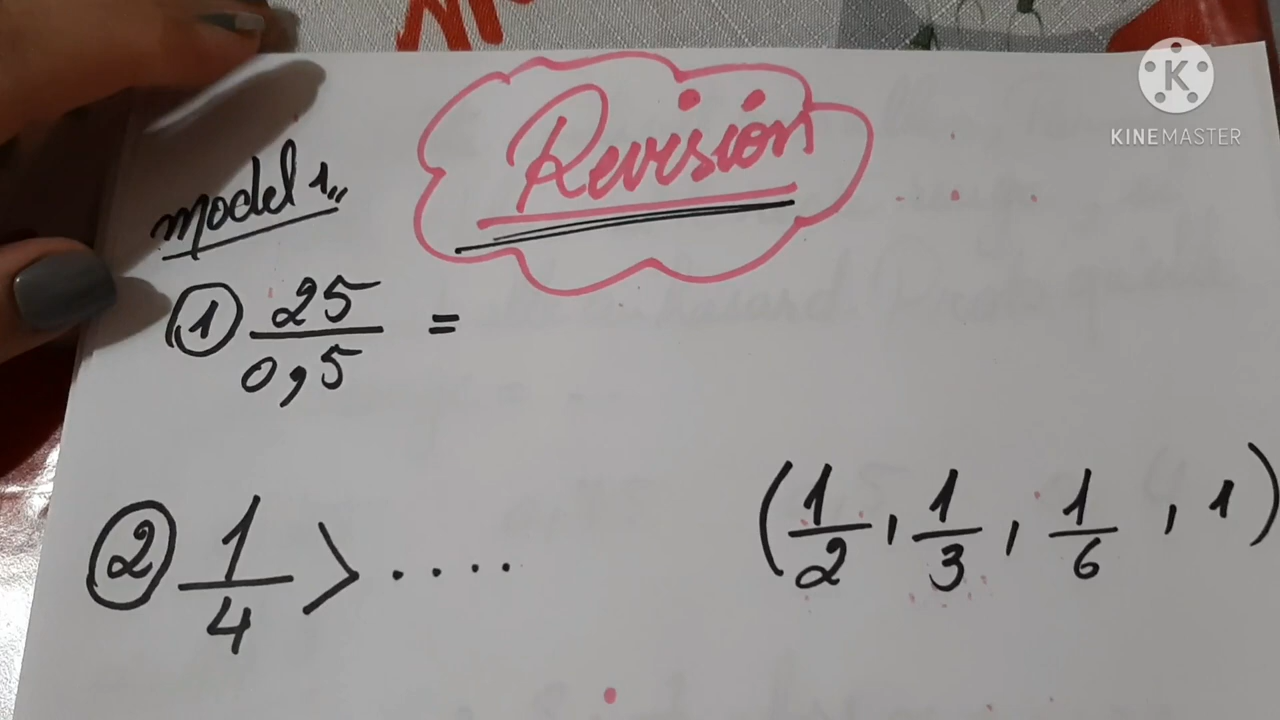 Revision
Model 1,,
① 25/0,5 =
② 1/4 > .... (1/2, 1/3, 1/6, 1)
KINEMASTER